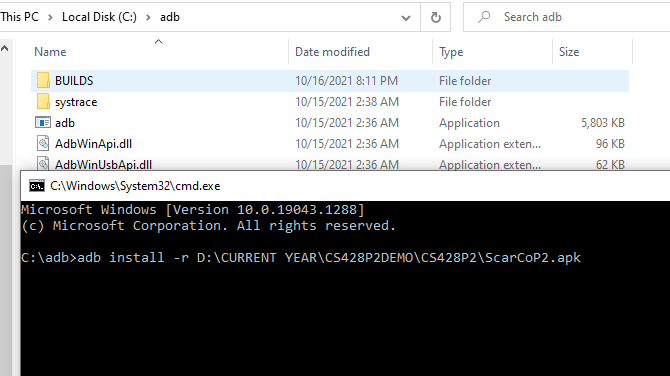 This PC > Local Disk (C:) > adb
Search adb
Name Date modified Type Size
BUILDS 10/16/2021 8:11 PM File folder
systrace 10/15/2021 2:38 AM File folder
adb 10/15/2021 2:36 AM Application 5,803 KB
AdbWinApi.dll 10/15/2021 2:36 AM Application exten... 96 KB
AdbWinUsbApi.dll 10/15/2021 2:36 AM Application exten... 62 KB
C:\Windows\System32\cmd.exe
Microsoft Windows [Version 10.0.19043.1288]
(c) Microsoft Corporation. All rights reserved.
C:\adb>adb install -r D:\CURRENT YEAR\CS428P2DEMO\CS428P2\ScarCoP2.apk